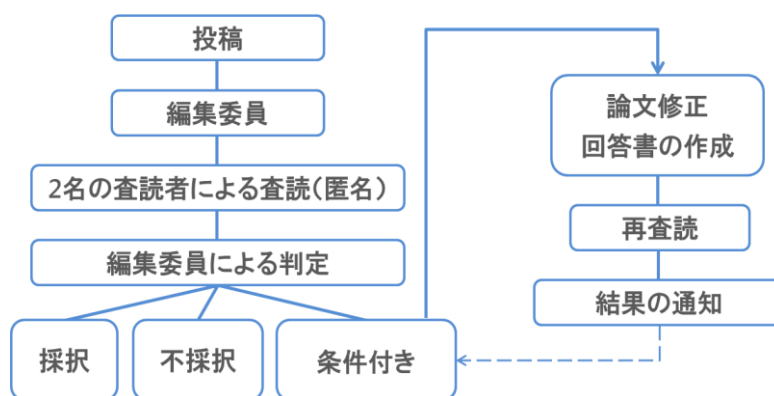 投稿
編集委員
2名の査読者による査読(匿名)
編集委員による判定
採択
不採択
条件付き
論文修正
回答書の作成
再査読
結果の通知